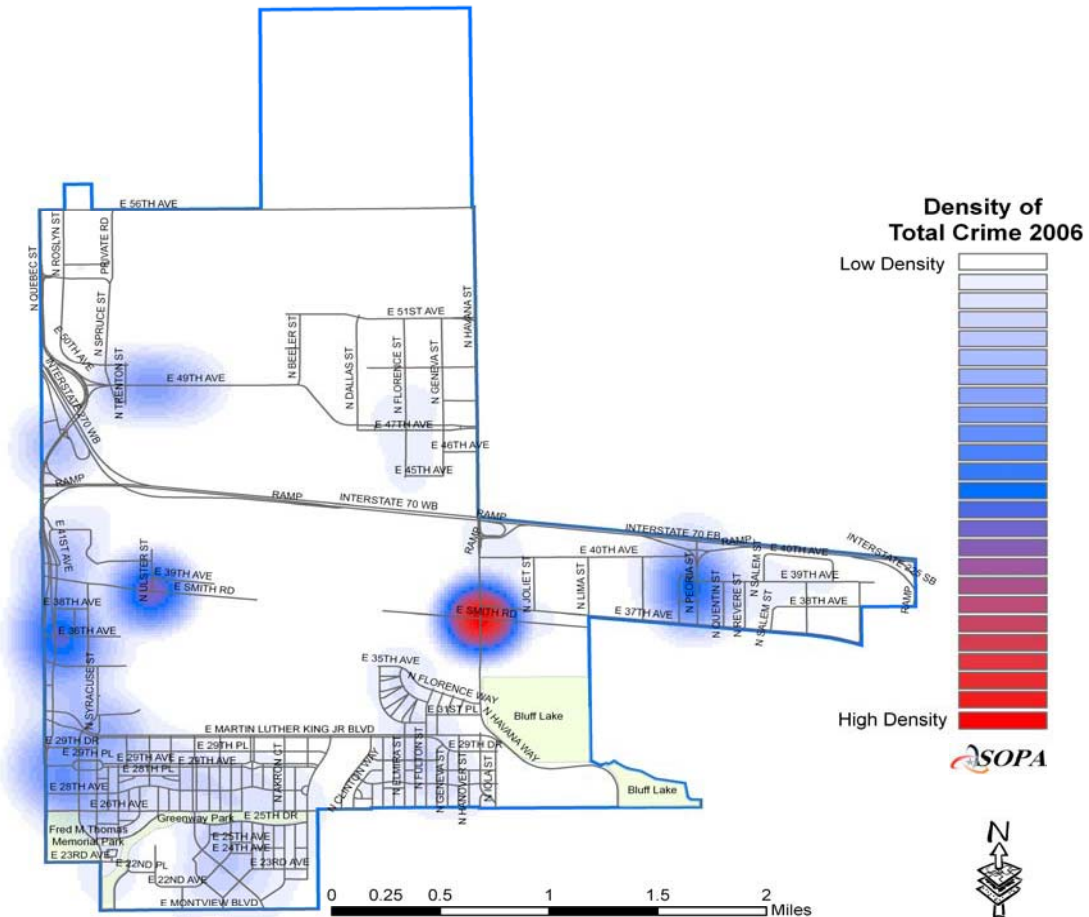 E 56TH AVE
N QUEBEC ST
N ROSLYN ST
PRIVATE RD
N SPRUCE ST
E 50TH AVE
N TRENTON ST
INTERSTATE 270 WB
E 49TH AVE
N BEELER ST
E 51ST AVE
N HAVANA ST
N DALLAS ST
N FLORENCE ST
N GENEVA ST
E 47TH AVE
E 46TH AVE
E 45TH AVE
RAMP
RAMP
INTERSTATE 70 WB
RAMP
RAMP
INTERSTATE 70 EB
RAMP
INTERSTATE 225 SB
RAMP
E 41ST AVE
N ULSTER ST
E 39TH AVE
E SMITH RD
E 38TH AVE
E 36TH AVE
N SYRACUSE ST
E 40TH AVE
E 40TH AVE
N JOLIET ST
N LIMA ST
N PEORIA ST
N QUENTIN ST
N REVERE ST
N SALEM ST
N SALEM ST
E 39TH AVE
E 38TH AVE
E SMITH RD
E 37TH AVE
E 35TH AVE
N FLORENCE WAY
E 31ST PL
N HAVANA WAY
Bluff Lake
Bluff Lake
E MARTIN LUTHER KING JR BLVD
E 29TH DR
E 29TH PL
E 29TH PL
E 29TH AVE
E 29TH AVE
E 28TH PL
E 28TH AVE
E 26TH AVE
N AKRON CT
N CLINTON WAY
N ELMIRA ST
N FULTON ST
N GENEVA ST
N HANOVER ST
E 29TH DR
N IOLA ST
Greenway Park
E 25TH DR
Fred M Thomas
Memorial Park
E 23RD AVE
E 25TH AVE
E 24TH AVE
E 23RD AVE
E 22ND PL
E 22ND AVE
E MONTVIEW BLVD
0 0.25 0.5 1 1.5 2
Miles
Density of
Total Crime 2006
Low Density
High Density
SOPA
N